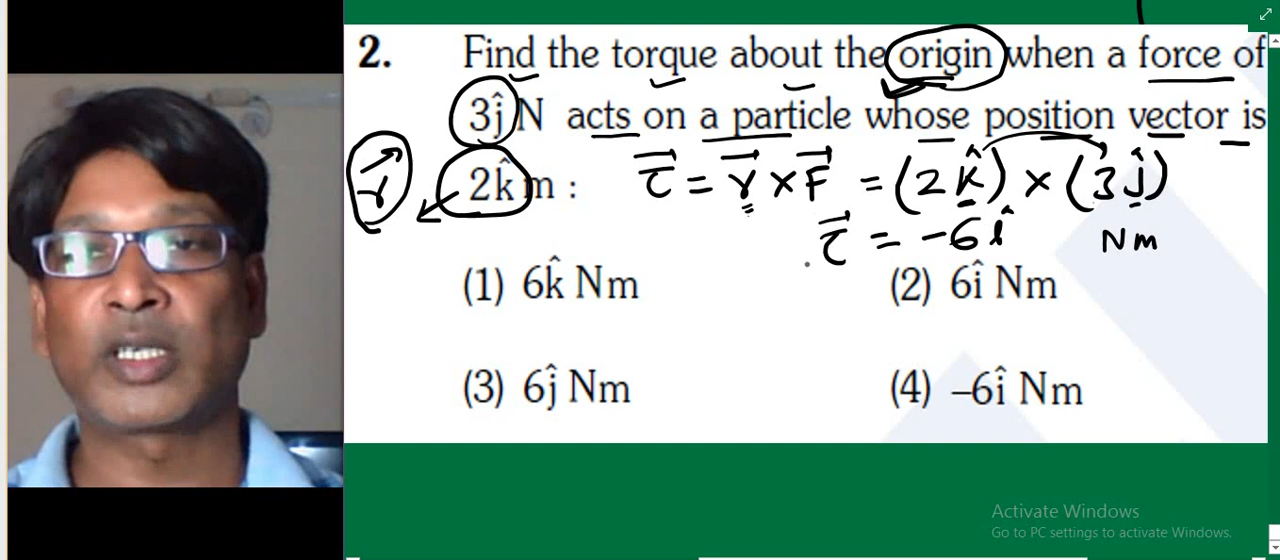 2. Find the torque about the origin when a force of
3ĵ N acts on a particle whose position vector is
r⃗ 2k̂ m : τ⃗ = r⃗ × F⃗ = (2k̂) × (3ĵ)
τ⃗ = -6î Nm
(1) 6k̂ Nm (2) 6î Nm
(3) 6ĵ Nm (4) –6î Nm
Activate Windows
Go to PC settings to activate Windows.